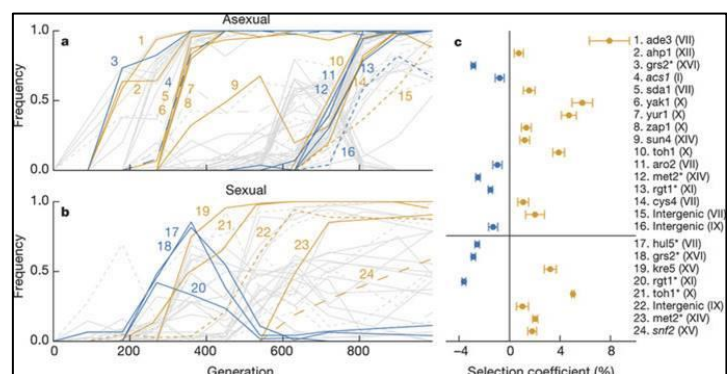 Asexual
a
1.0
0.5
0.0
Frequency
1
2
3
4
5
6
7
8
9
10
11
12
13
14
15
16
Sexual
b
1.0
0.5
0.0
Frequency
17
18
19
20
21
22
23
24
0
200
400
600
800
Generation
c
1. ade3 (VII)
2. ahp1 (XII)
3. grs2* (XVI)
4. acs1 (I)
5. sda1 (VII)
6. yak1 (X)
7. yur1 (X)
8. zap1 (X)
9. sun4 (XIV)
10. toh1 (X)
11. aro2 (VII)
12. met2* (XIV)
13. rgt1* (XI)
14. cys4 (VII)
15. Intergenic (VII)
16. Intergenic (IX)
17. hul5* (VII)
18. grs2* (XVI)
19. kre5 (XV)
20. rgt1* (XI)
21. toh1* (X)
22. Intergenic (IX)
23. met2* (XIV)
24. snf2 (XV)
−4
0
4
8
Selection coefficient (%)